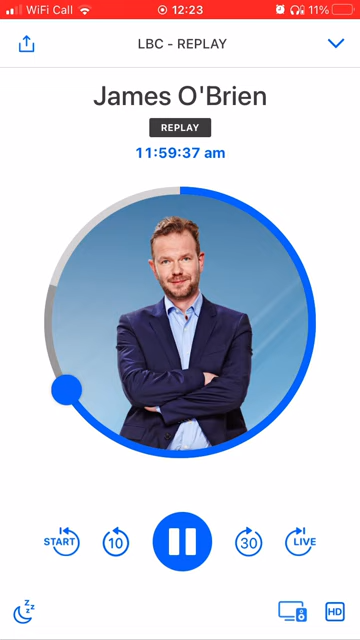 WiFi Call 12:23 11%
LBC - REPLAY
James O'Brien
REPLAY
11:59:37 am
START 10 30 LIVE
Z Z Z HD